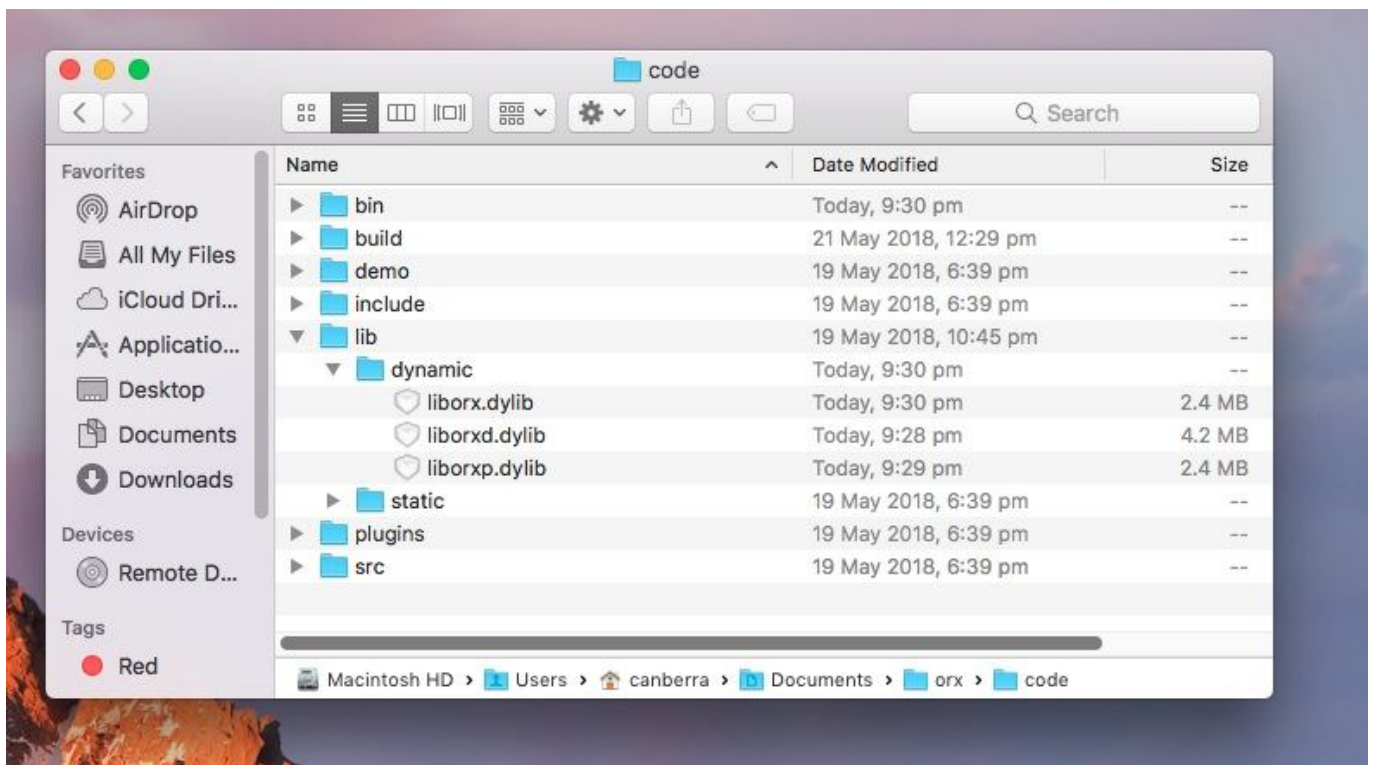 code
Search
Favorites
AirDrop
All My Files
iCloud Dri...
Applicatio...
Desktop
Documents
Downloads
Devices
Remote D...
Tags
Red
Name Date Modified Size
bin Today, 9:30 pm --
build 21 May 2018, 12:29 pm --
demo 19 May 2018, 6:39 pm --
include 19 May 2018, 6:39 pm --
lib 19 May 2018, 10:45 pm --
dynamic Today, 9:30 pm --
liborx.dylib Today, 9:30 pm 2.4 MB
liborxd.dylib Today, 9:28 pm 4.2 MB
liborxp.dylib Today, 9:29 pm 2.4 MB
static 19 May 2018, 6:39 pm --
plugins 19 May 2018, 6:39 pm --
src 19 May 2018, 6:39 pm --
Macintosh HD › Users › canberra › Documents › orx › code